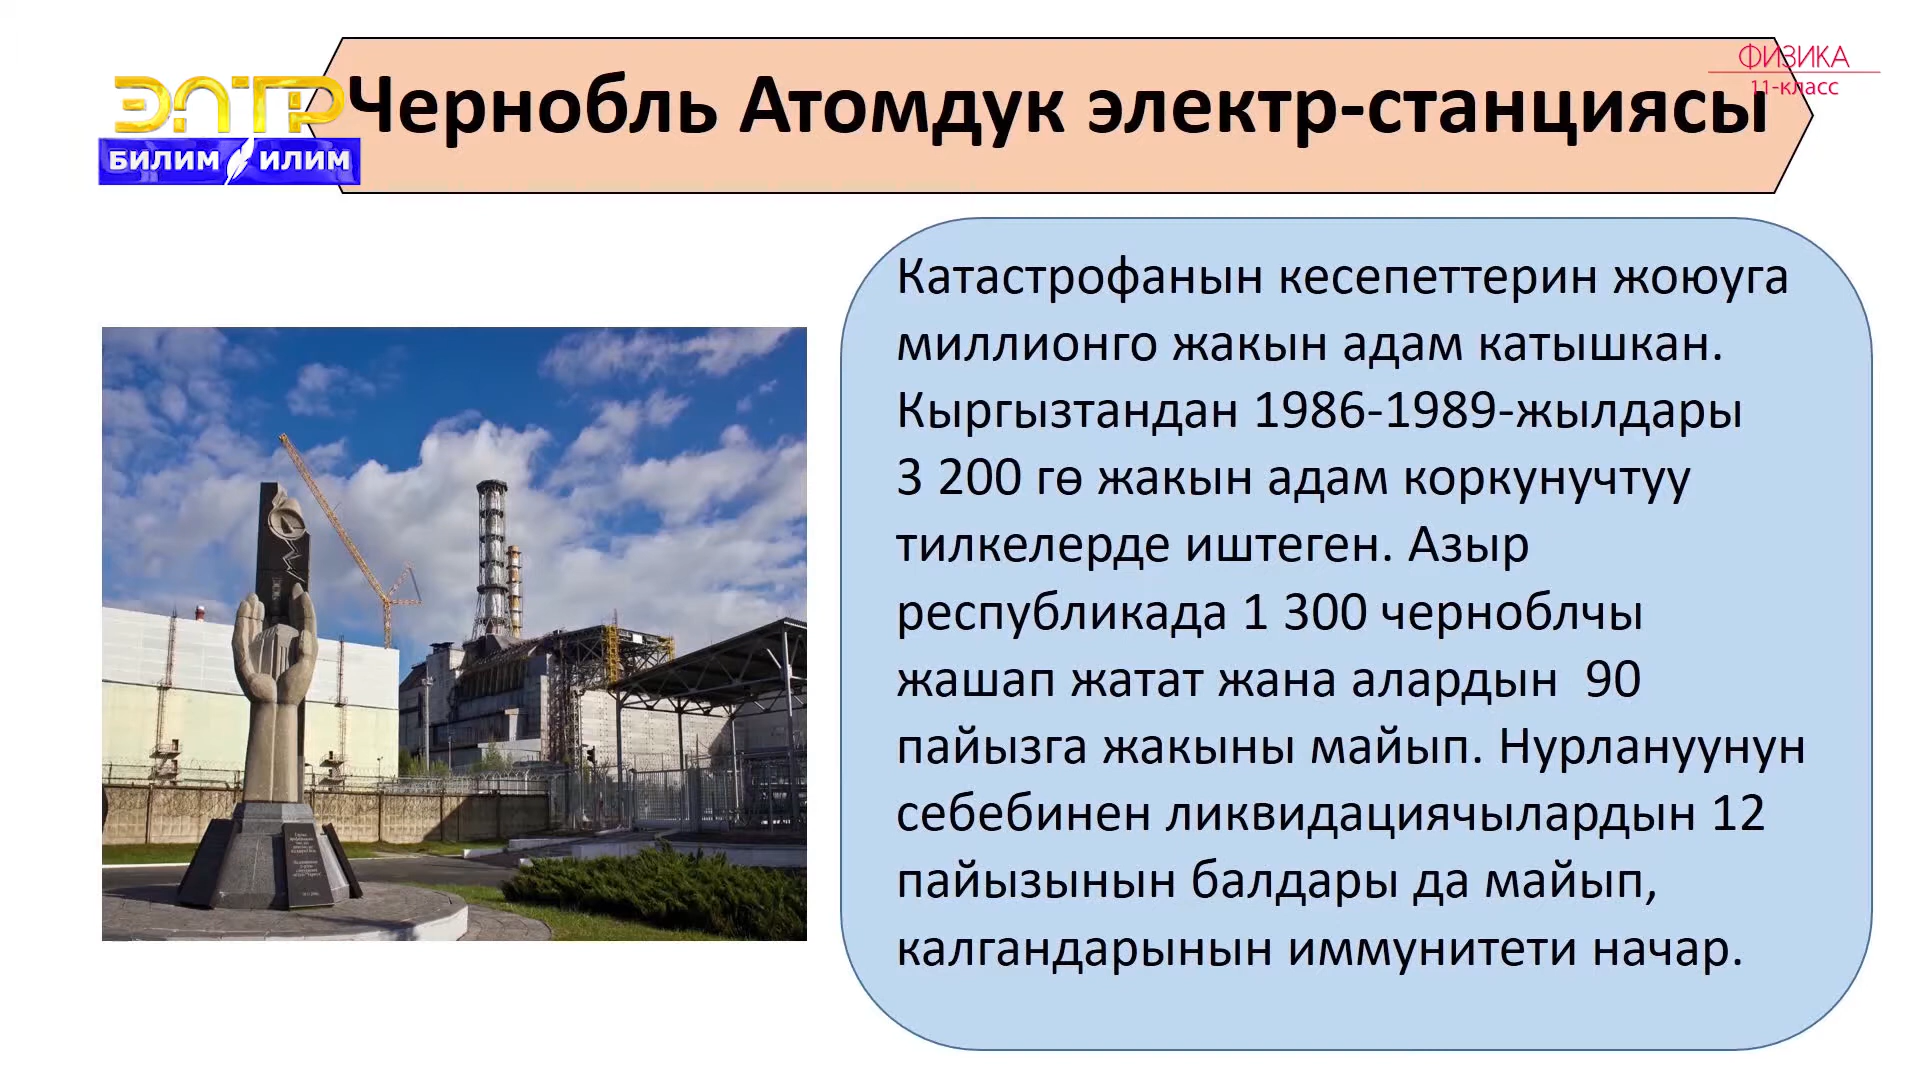 ФИЗИКА
11-класс
ЭЛТР
БИЛИМ ИЛИМ
Чернобль Атомдук электр-станциясы
Катастрофанын кесепеттерин жоюуга
миллионго жакын адам катышкан.
Кыргызтандан 1986-1989-жылдары
3 200 гө жакын адам коркунучтуу
тилкелерде иштеген. Азыр
республикада 1 300 черноблчы
жашап жатат жана алардын 90
пайызга жакыны майып. Нурлануунун
себебинен ликвидациячылардын 12
пайызынын балдары да майып,
калгандарынын иммунитети начар.